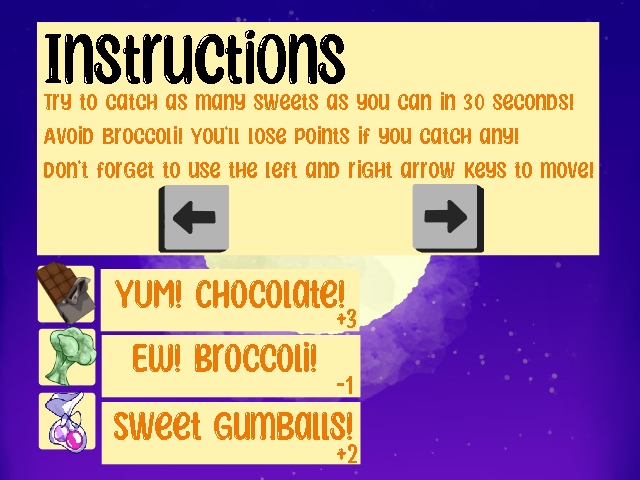 Instructions
Try to catch as many sweets as you can in 30 seconds!
Avoid Broccoli! You'll lose points if you catch any!
Don't forget to use the left and right arrow keys to move!
YUM! Chocolate!
+3
EW! Broccoli!
-1
Sweet Gumballs!
+2